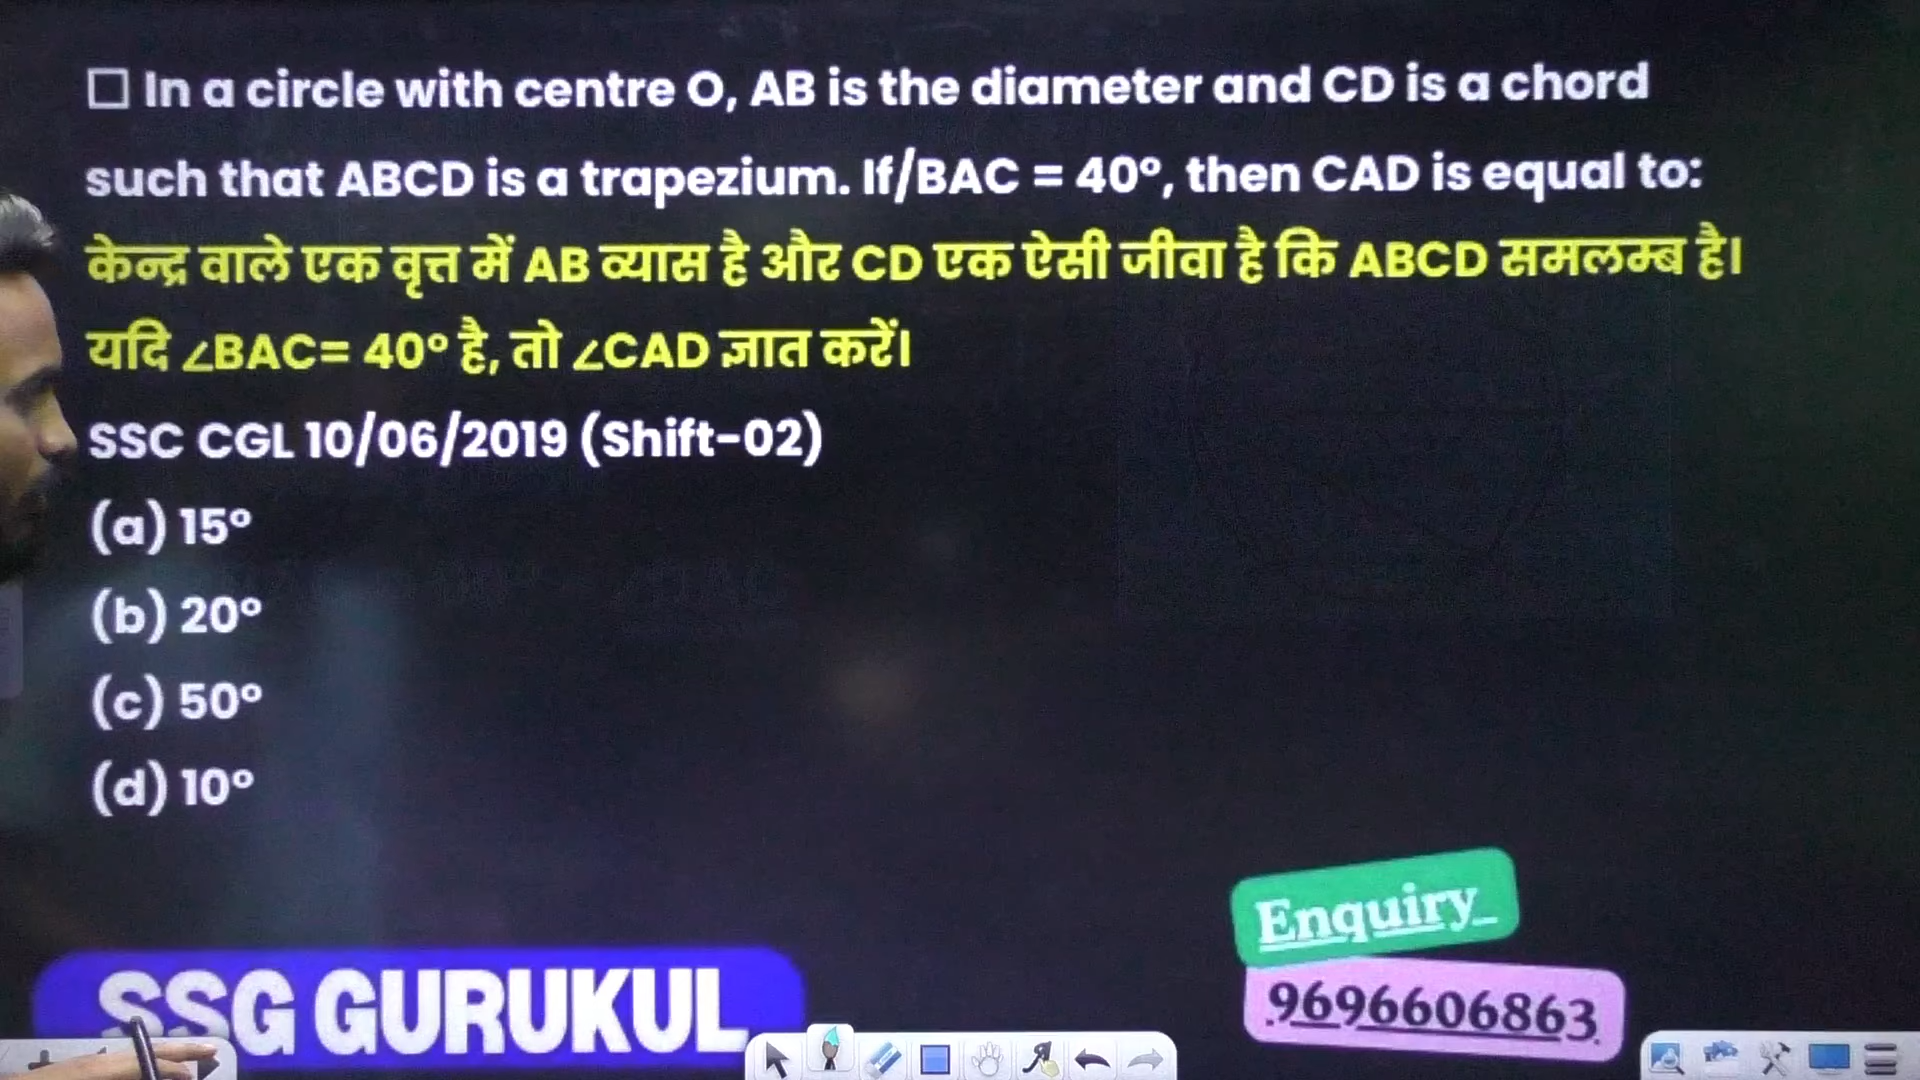 In a circle with centre O, AB is the diameter and CD is a chord
such that ABCD is a trapezium. If/BAC = 40°, then CAD is equal to:
केन्द्र वाले एक वृत्त में AB व्यास है और CD एक ऐसी जीवा है कि ABCD समलम्ब है।
यदि ∠BAC= 40° है, तो ∠CAD ज्ञात करें।
SSC CGL 10/06/2019 (Shift-02)
(a) 15°
(b) 20°
(c) 50°
(d) 10°
Enquiry
9696606863
SSG GURUKUL